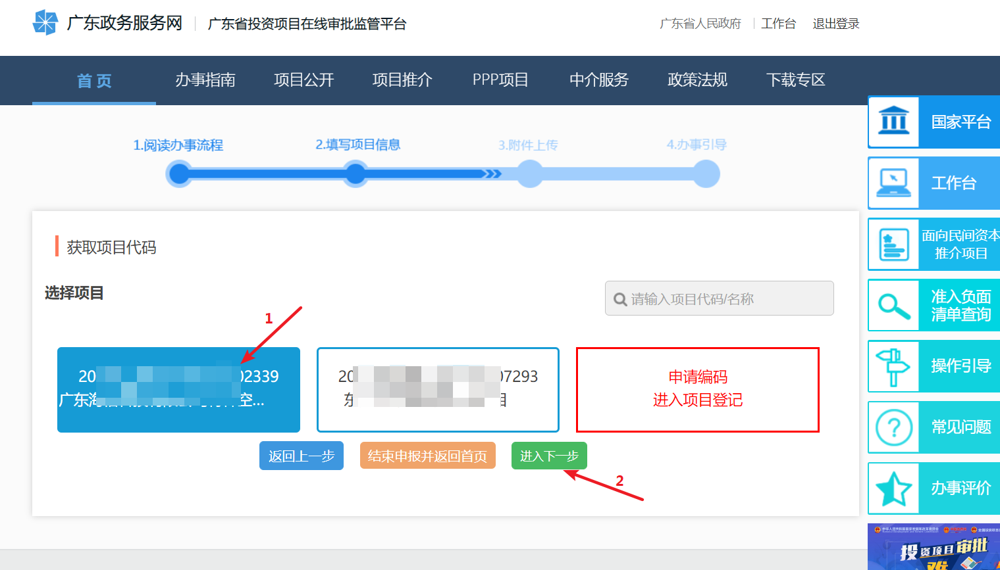 广东政务服务网
广东省投资项目在线审批监管平台
广东省人民政府
工作台
退出登录
首页
办事指南
项目公开
项目推介
PPP项目
中介服务
政策法规
下载专区
1.阅读办事流程
2.填写项目信息
3.附件上传
4.办事引导
获取项目代码
选择项目
请输入项目代码/名称
1
20 02339
广东海 空...
20 07293
东
申请编码
进入项目登记
返回上一步
结束申报并返回首页
进入下一步
2
国家平台
工作台
面向民间资本
推介项目
准入负面
清单查询
操作引导
常见问题
办事评价
投资项目审批